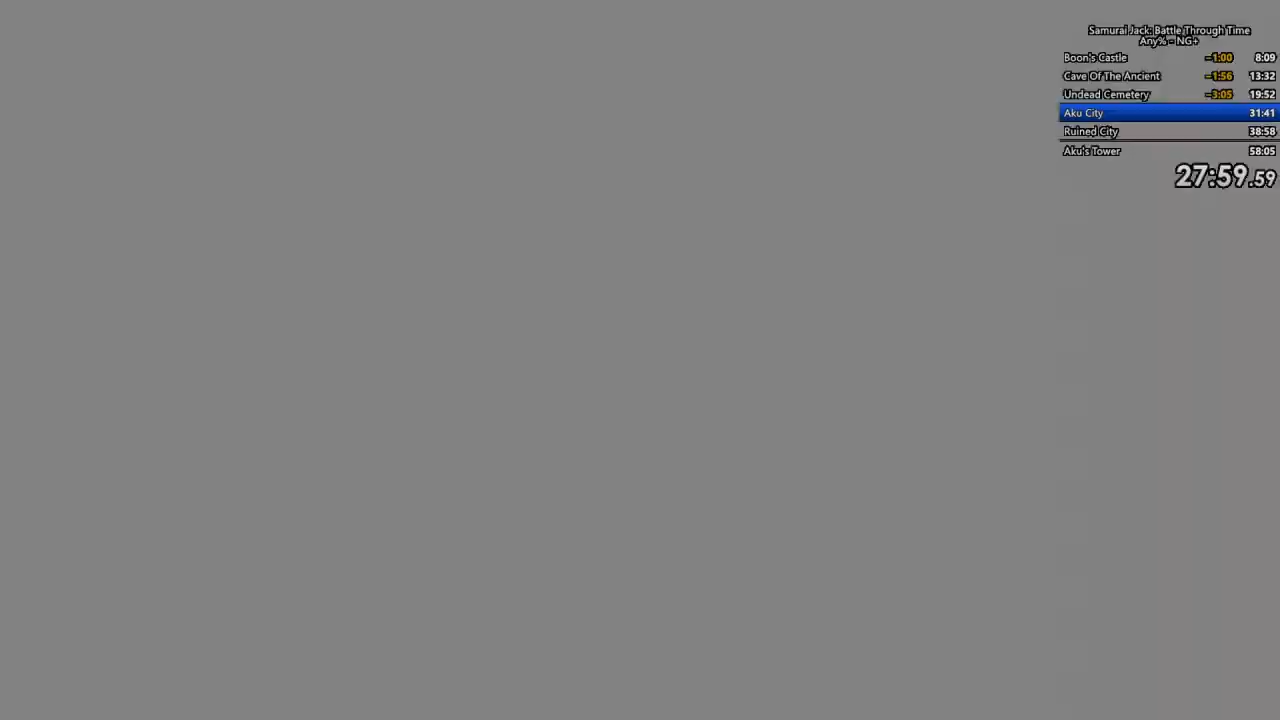 Samurai Jack: Battle Through Time
Any% - NG+
Boon's Castle −1:00 8:09
Cave Of The Ancient −1:56 13:32
Undead Cemetery −3:05 19:52
Aku City 31:41
Ruined City 38:58
Aku's Tower 58:05
27:59.59